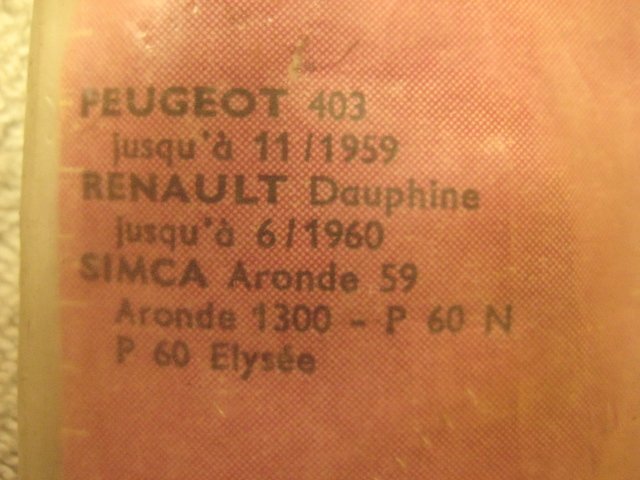 PEUGEOT 403
jusqu'à 11/1959
RENAULT Dauphine
jusqu'à 6/1960
SIMCA Aronde 59
Aronde 1300 - P 60 N
P 60 Elysée